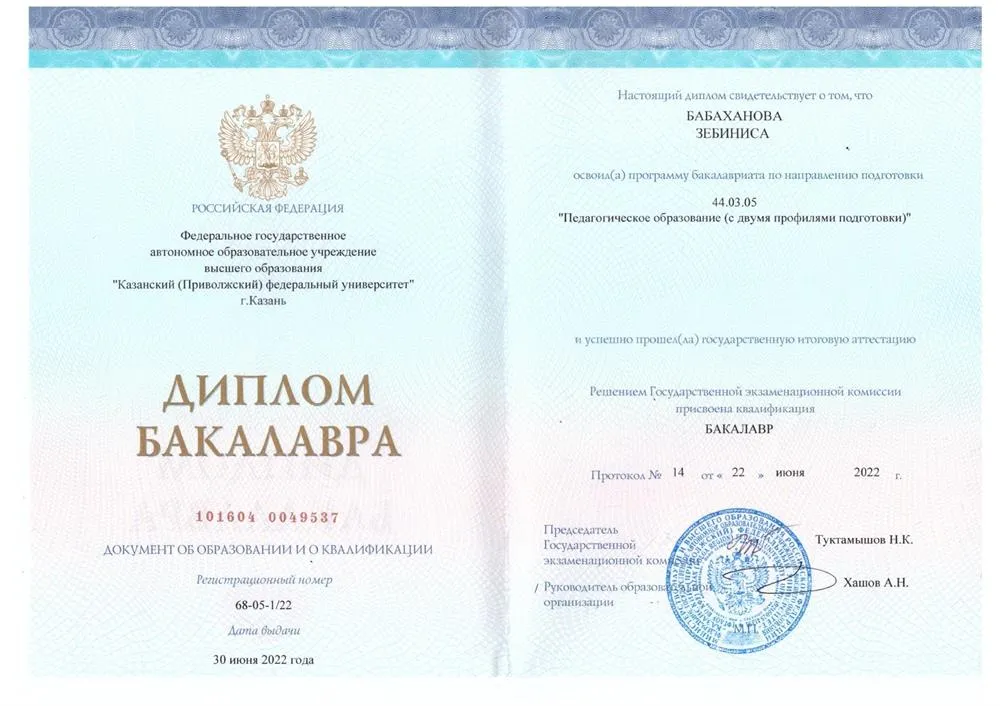 РОССИЙСКАЯ ФЕДЕРАЦИЯ
Федеральное государственное
автономное образовательное учреждение
высшего образования
"Казанский (Приволжский) федеральный университет"
г.Казань
ДИПЛОМ
БАКАЛАВРА
101604 0049537
ДОКУМЕНТ ОБ ОБРАЗОВАНИИ И О КВАЛИФИКАЦИИ
Регистрационный номер
68-05-1/22
Дата выдачи
30 июня 2022 года
Настоящий диплом свидетельствует о том, что
БАБАХАНОВА
ЗЕБИНИСА
освоил(а) программу бакалавриата по направлению подготовки
44.03.05
"Педагогическое образование (с двумя профилями подготовки)"
и успешно прошел(ла) государственную итоговую аттестацию
Решением Государственной экзаменационной комиссии
присвоена квалификация
БАКАЛАВР
Протокол № 14 от « 22 » июня 2022 г.
Председатель
Государственной
экзаменационной комиссии
Туктамышов Н.К.
Руководитель образовательной
организации
Хашов А.Н.
М.П.